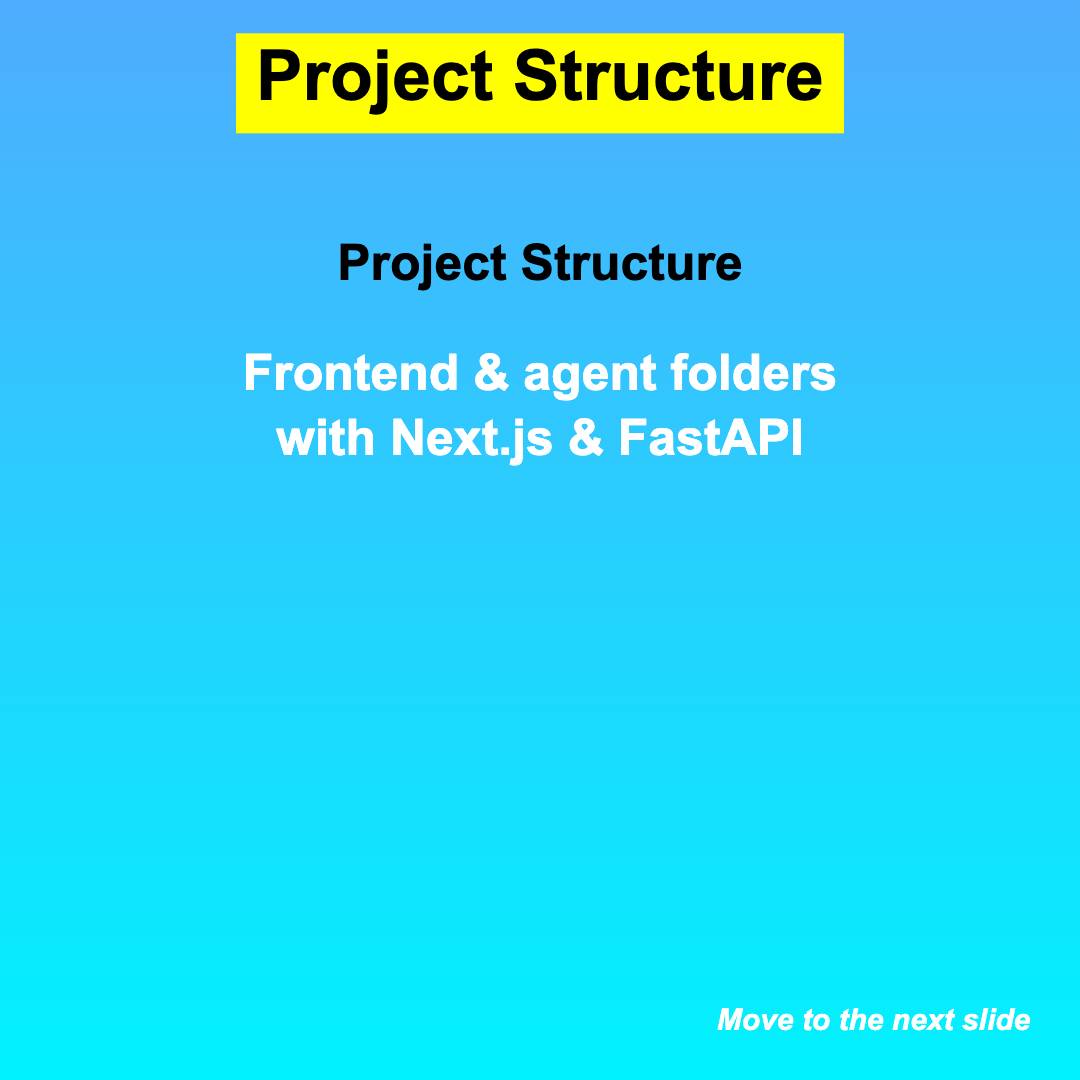 Project Structure
Project Structure
Frontend & agent folders
with Next.js & FastAPI
Move to the next slide